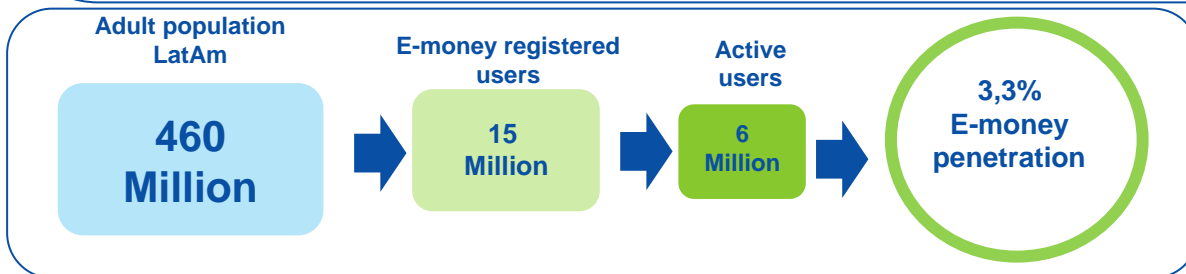 Adult population
LatAm
460
Million
E-money registered
users
15
Million
Active
users
6
Million
3,3%
E-money
penetration